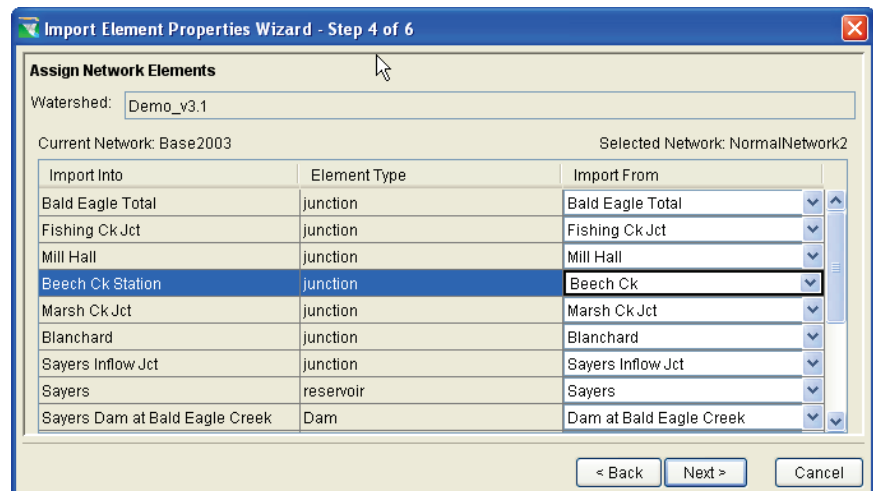 Import Element Properties Wizard - Step 4 of 6
Assign Network Elements
Watershed: Demo_v3.1
Current Network: Base2003 Selected Network: NormalNetwork2
Import Into Element Type Import From
Bald Eagle Total junction Bald Eagle Total
Fishing Ck Jct junction Fishing Ck Jct
Mill Hall junction Mill Hall
Beech Ck Station junction Beech Ck
Marsh Ck Jct junction Marsh Ck Jct
Blanchard junction Blanchard
Sayers Inflow Jct junction Sayers Inflow Jct
Sayers reservoir Sayers
Sayers Dam at Bald Eagle Creek Dam Dam at Bald Eagle Creek
< Back Next > Cancel